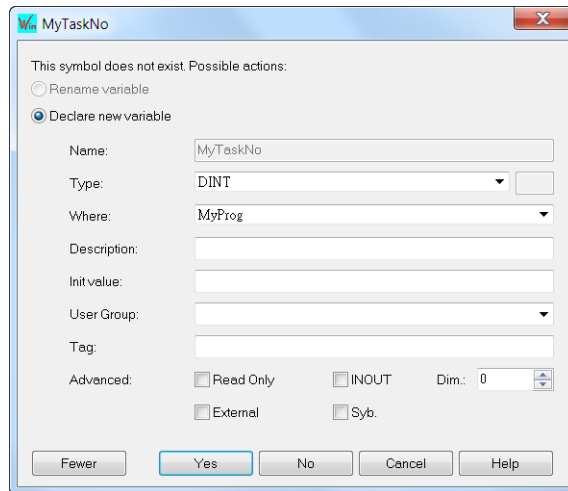 Win MyTaskNo
This symbol does not exist. Possible actions:
Rename variable
Declare new variable
Name: MyTaskNo
Type: DINT
Where: MyProg
Description:
Init value:
User Group:
Tag:
Advanced: Read Only INOUT Dim.: 0
External Syb.
Fewer Yes No Cancel Help